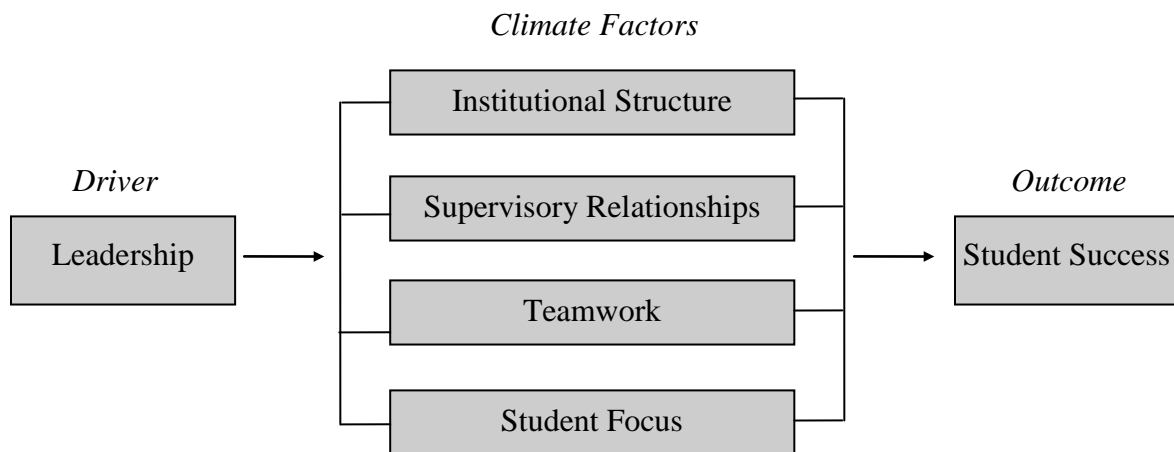 Climate Factors
Institutional Structure
Driver
Leadership
Supervisory Relationships
Teamwork
Student Focus
Outcome
Student Success